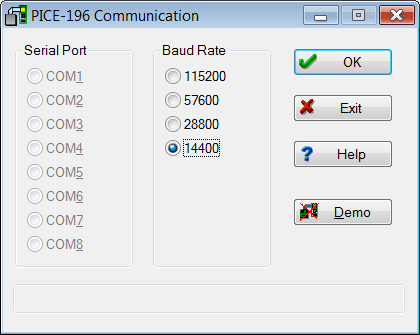 PICE-196 Communication
Serial Port
COM1
COM2
COM3
COM4
COM5
COM6
COM7
COM8
Baud Rate
115200
57600
28800
14400
OK
Exit
Help
Demo